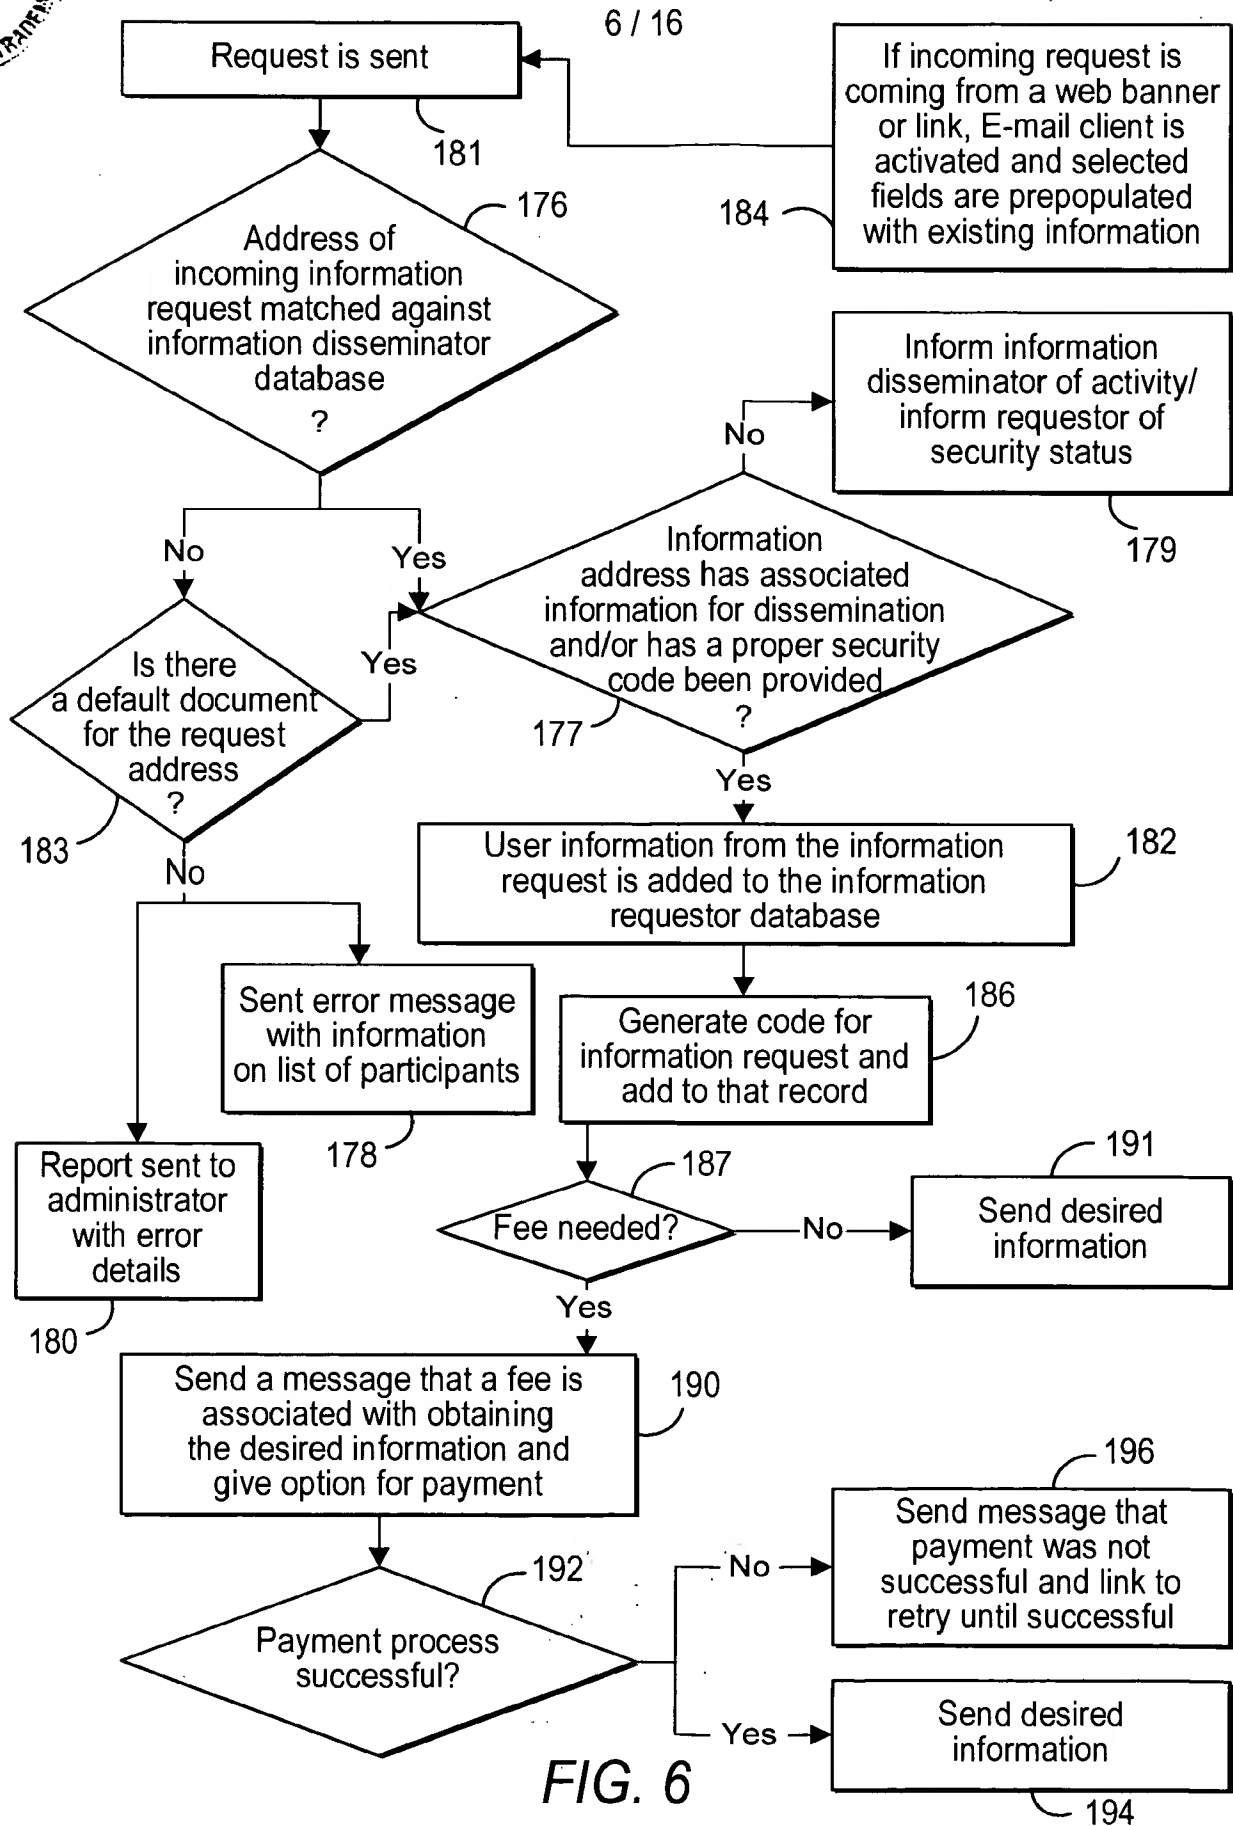 TRADEM
6 / 16
Request is sent
181
If incoming request is
coming from a web banner
or link, E-mail client is
activated and selected
fields are prepopulated
with existing information
184
176
Address of
incoming information
request matched against
information disseminator
database
?
Inform information
disseminator of activity/
inform requestor of
security status
179
No
No
Yes
Information
address has associated
information for dissemination
and/or has a proper security
code been provided
?
177
Yes
Is there
a default document
for the request
address
?
183
Yes
No
User information from the information
request is added to the information
requestor database
182
Sent error message
with information
on list of participants
178
Generate code for
information request and
add to that record
186
Report sent to
administrator
with error
details
180
187
Fee needed?
No
191
Send desired
information
Yes
Send a message that a fee is
associated with obtaining
the desired information and
give option for payment
190
192
Payment process
successful?
No
196
Send message that
payment was not
successful and link to
retry until successful
Yes
Send desired
information
194
FIG. 6